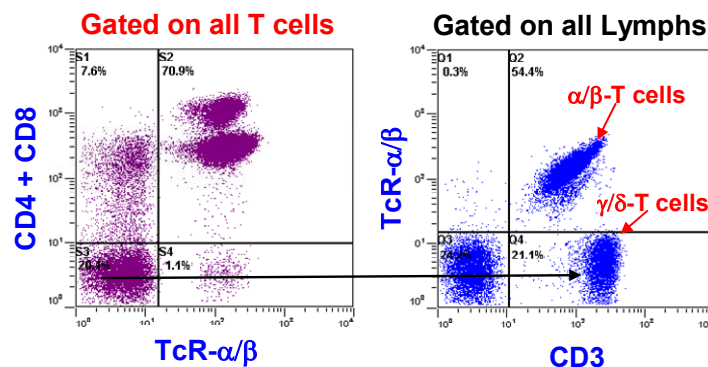 Gated on all T cells
CD4 + CD8
S1
7.6%
S2
70.9%
S3
S4
1.1%
TcR-α/β
Gated on all Lymphs
TcR-α/β
Q1
0.3%
Q2
54.4%
α/β-T cells
γ/δ-T cells
Q3
Q4
21.1%
CD3